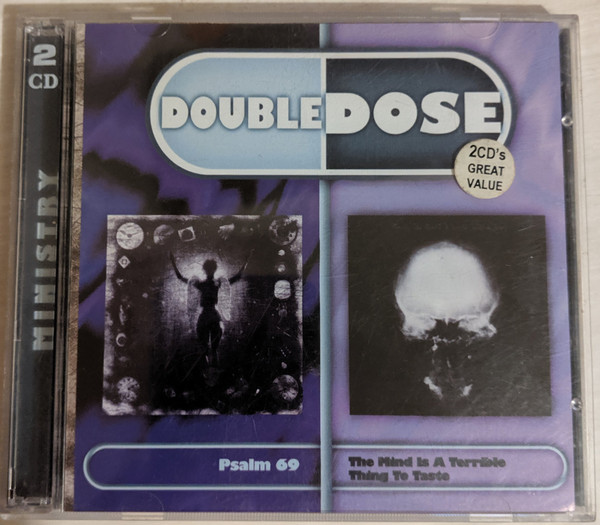 2
CD
MINISTRY
DOUBLEDOSE
2CD's
GREAT
VALUE
Psalm 69
The Mind Is A Terrible
Thing To Taste